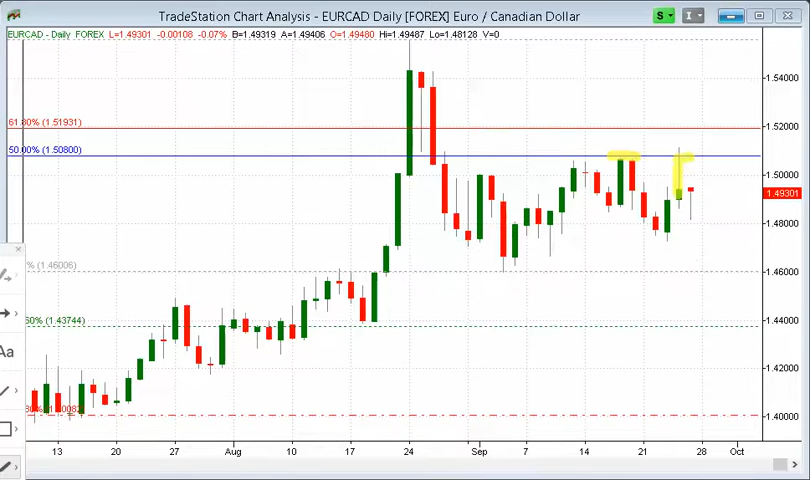 TradeStation Chart Analysis - EURCAD Daily [FOREX] Euro / Canadian Dollar
S
I
EURCAD - Daily FOREX L=1.49301 -0.00108 -0.07% B=1.49319 A=1.49406 O=1.49480 Hi=1.49487 Lo=1.48128 V=0
1.54000
61.80% (1.51931)
1.52000
50.00% (1.50800)
1.50000
1.49301
1.48000
% (1.46006)
1.46000
60% (1.43744)
1.44000
Aa
1.42000
1.40000
13 20 27 Aug 10 17 24 Sep 7 14 21 28 Oct